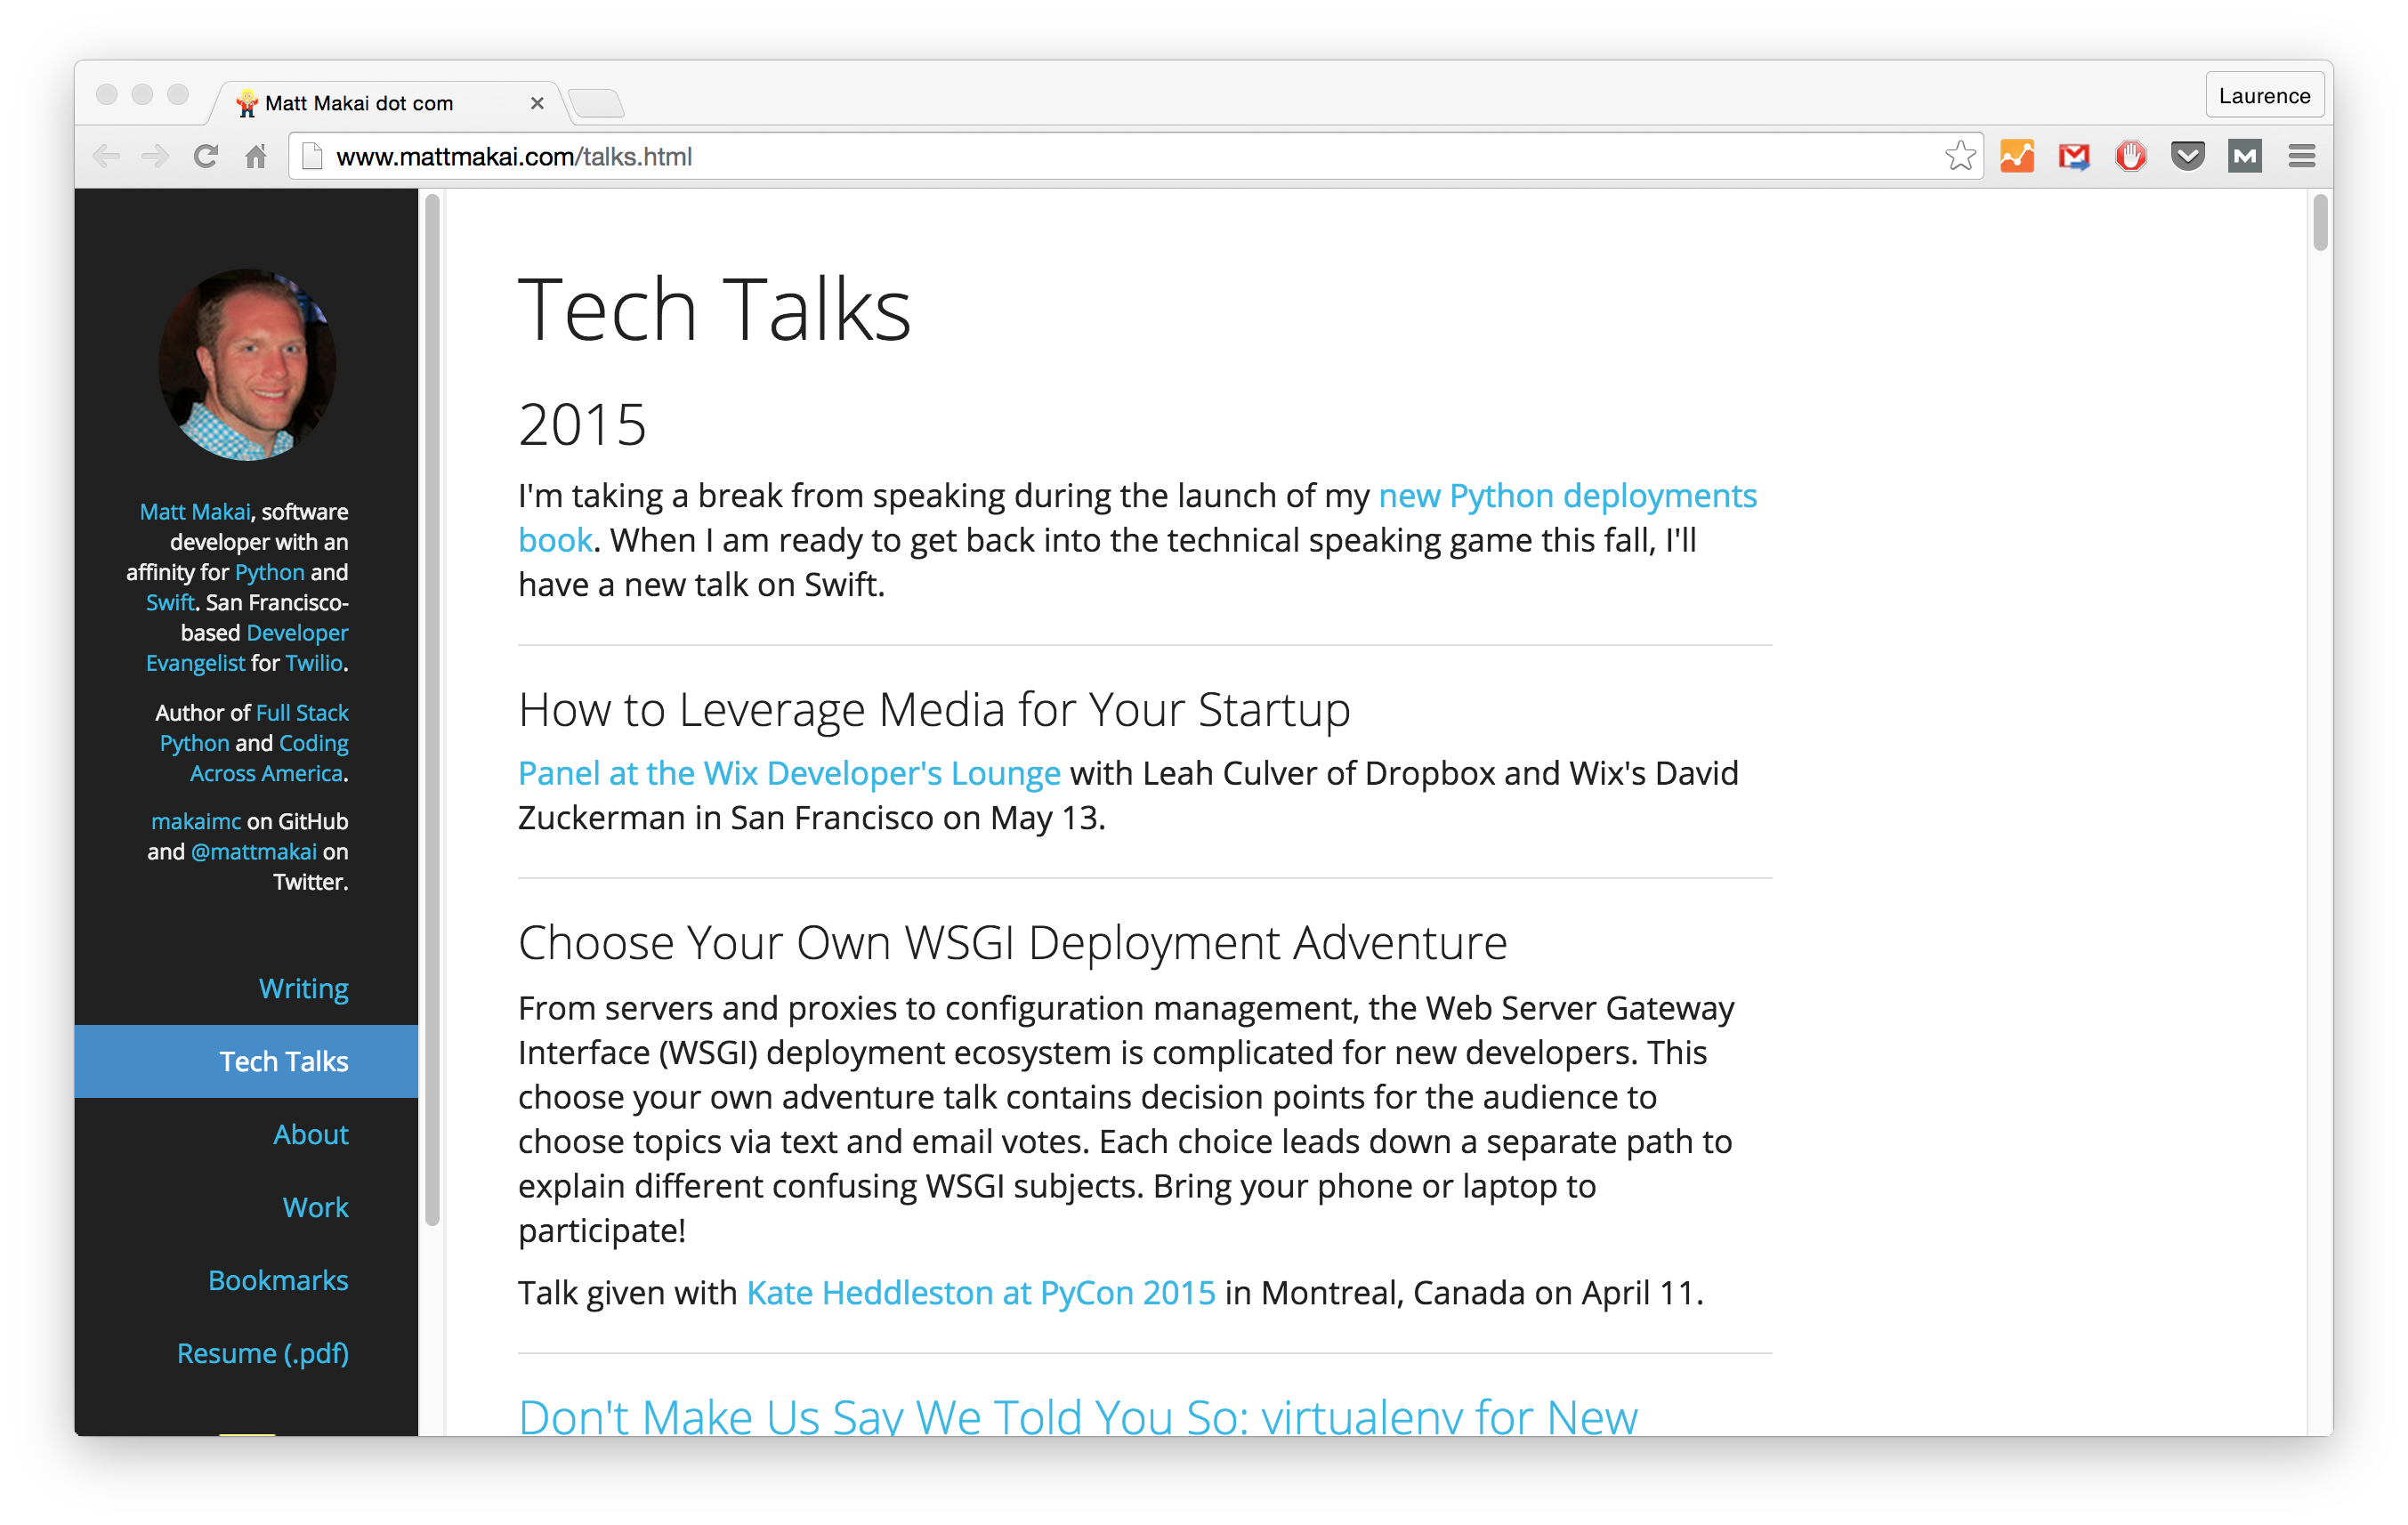 Matt Makai dot com
Laurence
www.mattmakai.com/talks.html
Matt Makai, software
developer with an
affinity for Python and
Swift. San Francisco-
based Developer
Evangelist for Twilio.
Author of Full Stack
Python and Coding
Across America.
makaimc on GitHub
and @mattmakai on
Twitter.
Writing
Tech Talks
About
Work
Bookmarks
Resume (.pdf)
Tech Talks
2015
I'm taking a break from speaking during the launch of my new Python deployments
book. When I am ready to get back into the technical speaking game this fall, I'll
have a new talk on Swift.
How to Leverage Media for Your Startup
Panel at the Wix Developer's Lounge with Leah Culver of Dropbox and Wix's David
Zuckerman in San Francisco on May 13.
Choose Your Own WSGI Deployment Adventure
From servers and proxies to configuration management, the Web Server Gateway
Interface (WSGI) deployment ecosystem is complicated for new developers. This
choose your own adventure talk contains decision points for the audience to
choose topics via text and email votes. Each choice leads down a separate path to
explain different confusing WSGI subjects. Bring your phone or laptop to
participate!
Talk given with Kate Heddleston at PyCon 2015 in Montreal, Canada on April 11.
Don't Make Us Say We Told You So: virtualenv for New